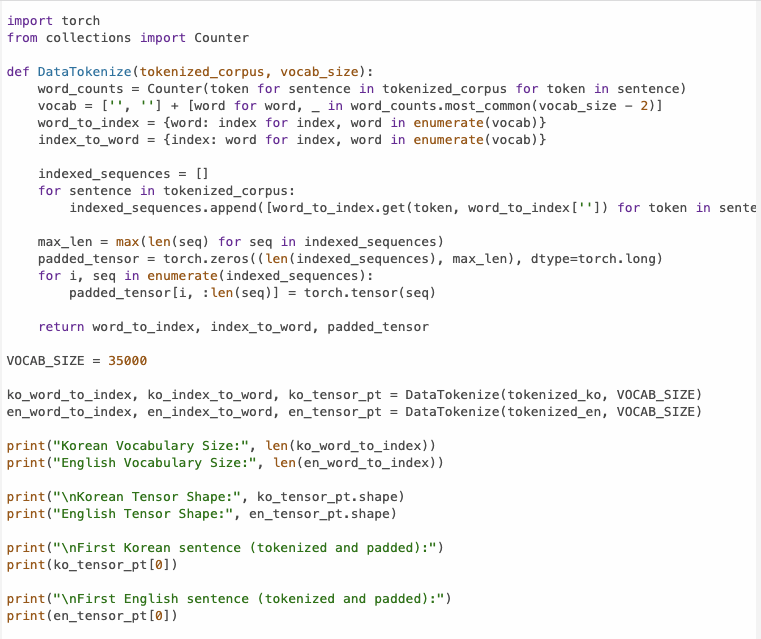 import torch
from collections import Counter

def DataTokenize(tokenized_corpus, vocab_size):
    word_counts = Counter(token for sentence in tokenized_corpus for token in sentence)
    vocab = ['', ''] + [word for word, _ in word_counts.most_common(vocab_size - 2)]
    word_to_index = {word: index for index, word in enumerate(vocab)}
    index_to_word = {index: word for index, word in enumerate(vocab)}

    indexed_sequences = []
    for sentence in tokenized_corpus:
        indexed_sequences.append([word_to_index.get(token, word_to_index['']) for token in sente

    max_len = max(len(seq) for seq in indexed_sequences)
    padded_tensor = torch.zeros((len(indexed_sequences), max_len), dtype=torch.long)
    for i, seq in enumerate(indexed_sequences):
        padded_tensor[i, :len(seq)] = torch.tensor(seq)

    return word_to_index, index_to_word, padded_tensor

VOCAB_SIZE = 35000

ko_word_to_index, ko_index_to_word, ko_tensor_pt = DataTokenize(tokenized_ko, VOCAB_SIZE)
en_word_to_index, en_index_to_word, en_tensor_pt = DataTokenize(tokenized_en, VOCAB_SIZE)

print("Korean Vocabulary Size:", len(ko_word_to_index))
print("English Vocabulary Size:", len(en_word_to_index))

print("\nKorean Tensor Shape:", ko_tensor_pt.shape)
print("English Tensor Shape:", en_tensor_pt.shape)

print("\nFirst Korean sentence (tokenized and padded):")
print(ko_tensor_pt[0])

print("\nFirst English sentence (tokenized and padded):")
print(en_tensor_pt[0])